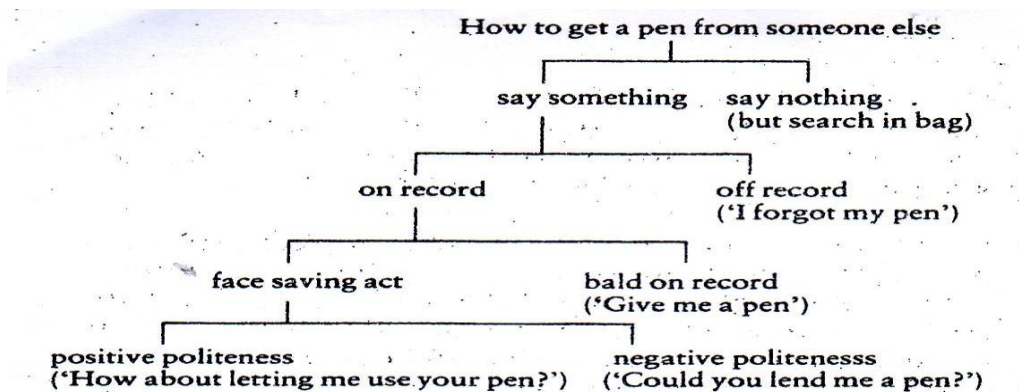 How to get a pen from someone else
say something say nothing
(but search in bag)
on record off record
('I forgot my pen')
face saving act bald on record
('Give me a pen')
positive politeness negative politenesss
('How about letting me use your pen?') ('Could you lend me a pen?')